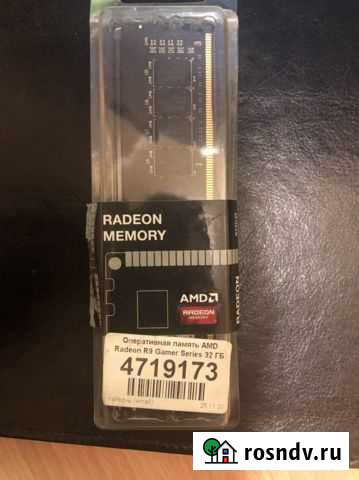 RADEON
MEMORY
AMD
RADEON
MEMORY
RADEON
Оперативная память AMD
Radeon R9 Gamer Series 32 ГБ
4719173
rosndv.ru